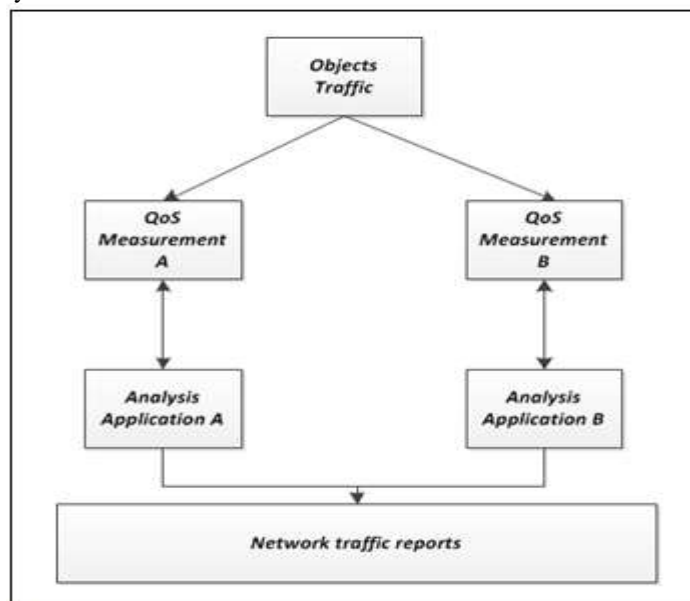 Objects
Traffic
QoS
Measurement
A
QoS
Measurement
B
Analysis
Application A
Analysis
Application B
Network traffic reports